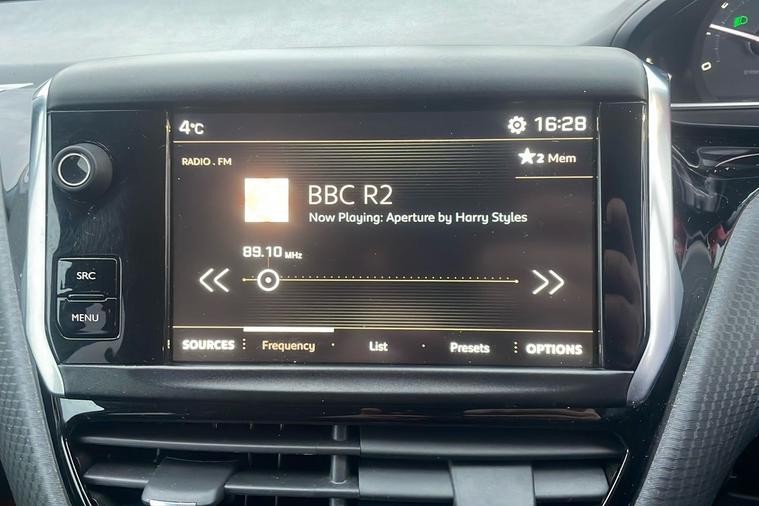 4°C 16:28
RADIO . FM 2 Mem
BBC R2
Now Playing: Aperture by Harry Styles
89.10 MHz
SRC
MENU
SOURCES Frequency List Presets OPTIONS
0